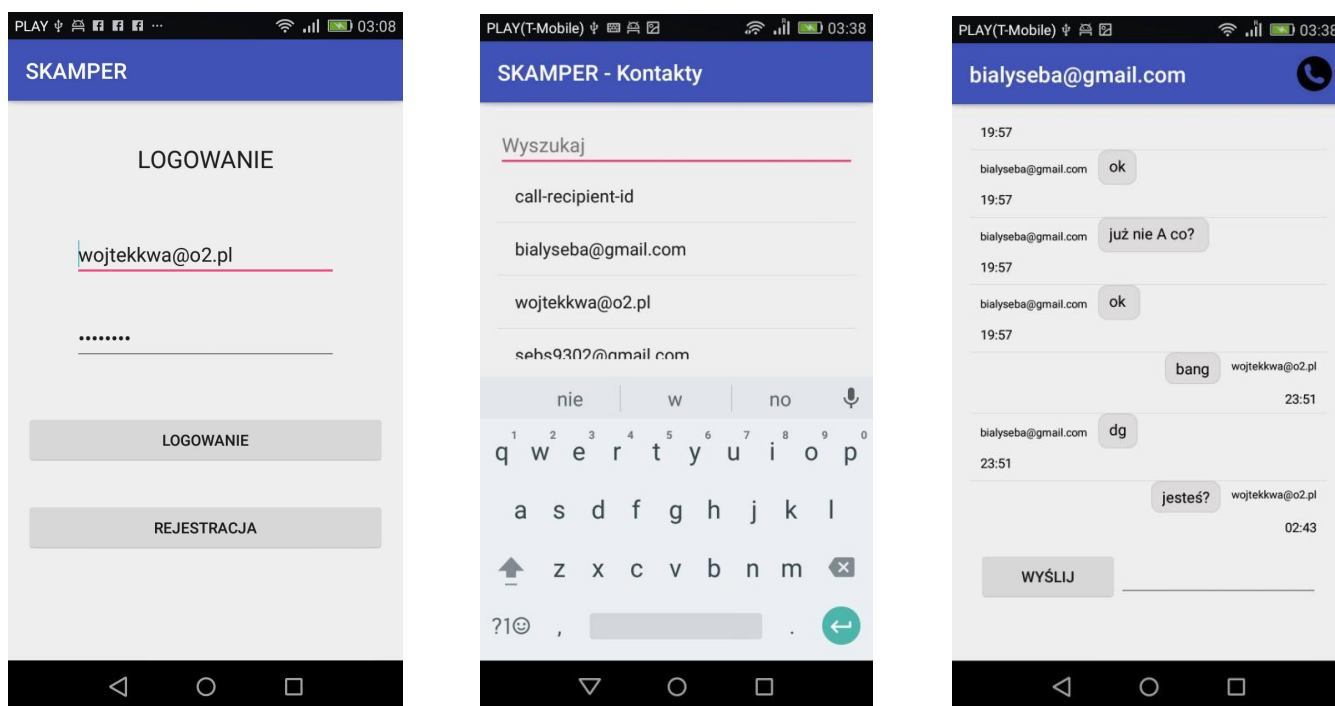 PLAY 03:08
SKAMPER
LOGOWANIE
wojtekkwa@o2.pl
••••••••
LOGOWANIE
REJESTRACJA
PLAY(T-Mobile) 03:38
SKAMPER - Kontakty
Wyszukaj
call-recipient-id
bialyseba@gmail.com
wojtekkwa@o2.pl
sebs9302@gmail.com
nie w no
1 2 3 4 5 6 7 8 9 0
q w e r t y u i o p
a s d f g h j k l
z x c v b n m
?1☺ , .
PLAY(T-Mobile) 03:38
bialyseba@gmail.com
19:57
bialyseba@gmail.com ok
19:57
bialyseba@gmail.com już nie A co?
19:57
bialyseba@gmail.com ok
19:57
bang wojtekkwa@o2.pl
23:51
bialyseba@gmail.com dg
23:51
jesteś? wojtekkwa@o2.pl
02:43
WYŚLIJ